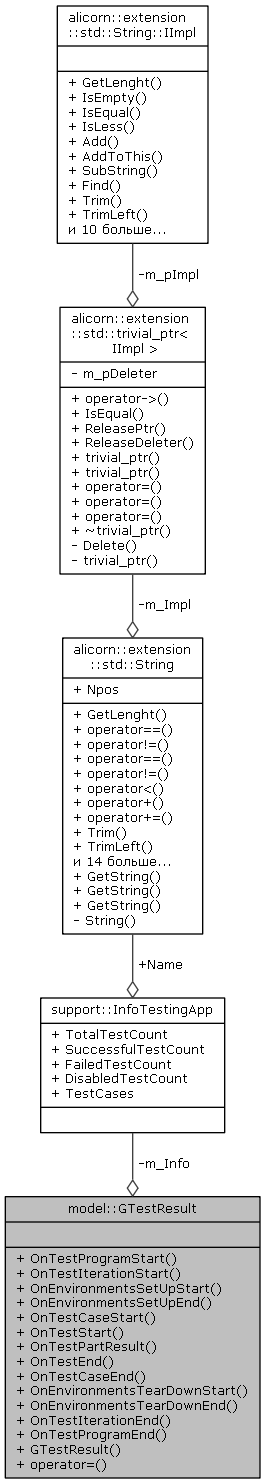 alicorn::extension
::std::String::IImpl
+ GetLenght()
+ IsEmpty()
+ IsEqual()
+ IsLess()
+ Add()
+ AddToThis()
+ SubString()
+ Find()
+ Trim()
+ TrimLeft()
и 10 больше...
-m_pImpl
alicorn::extension
::std::trivial_ptr<
IImpl >
- m_pDeleter
+ operator->()
+ IsEqual()
+ ReleasePtr()
+ ReleaseDeleter()
+ trivial_ptr()
+ trivial_ptr()
+ operator=()
+ operator=()
+ operator=()
+ ~trivial_ptr()
- Delete()
- trivial_ptr()
-m_Impl
alicorn::extension
::std::String
+ Npos
+ GetLenght()
+ operator==()
+ operator!=()
+ operator==()
+ operator!=()
+ operator<()
+ operator+()
+ operator+=()
+ Trim()
+ TrimLeft()
и 14 больше...
+ GetString()
+ GetString()
+ GetString()
- String()
+Name
support::InfoTestingApp
+ TotalTestCount
+ SuccessfulTestCount
+ FailedTestCount
+ DisabledTestCount
+ TestCases
-m_Info
model::GTestResult
+ OnTestProgramStart()
+ OnTestIterationStart()
+ OnEnvironmentsSetUpStart()
+ OnEnvironmentsSetUpEnd()
+ OnTestCaseStart()
+ OnTestStart()
+ OnTestPartResult()
+ OnTestEnd()
+ OnTestCaseEnd()
+ OnEnvironmentsTearDownStart()
+ OnEnvironmentsTearDownEnd()
+ OnTestIterationEnd()
+ OnTestProgramEnd()
+ GTestResult()
+ operator=()